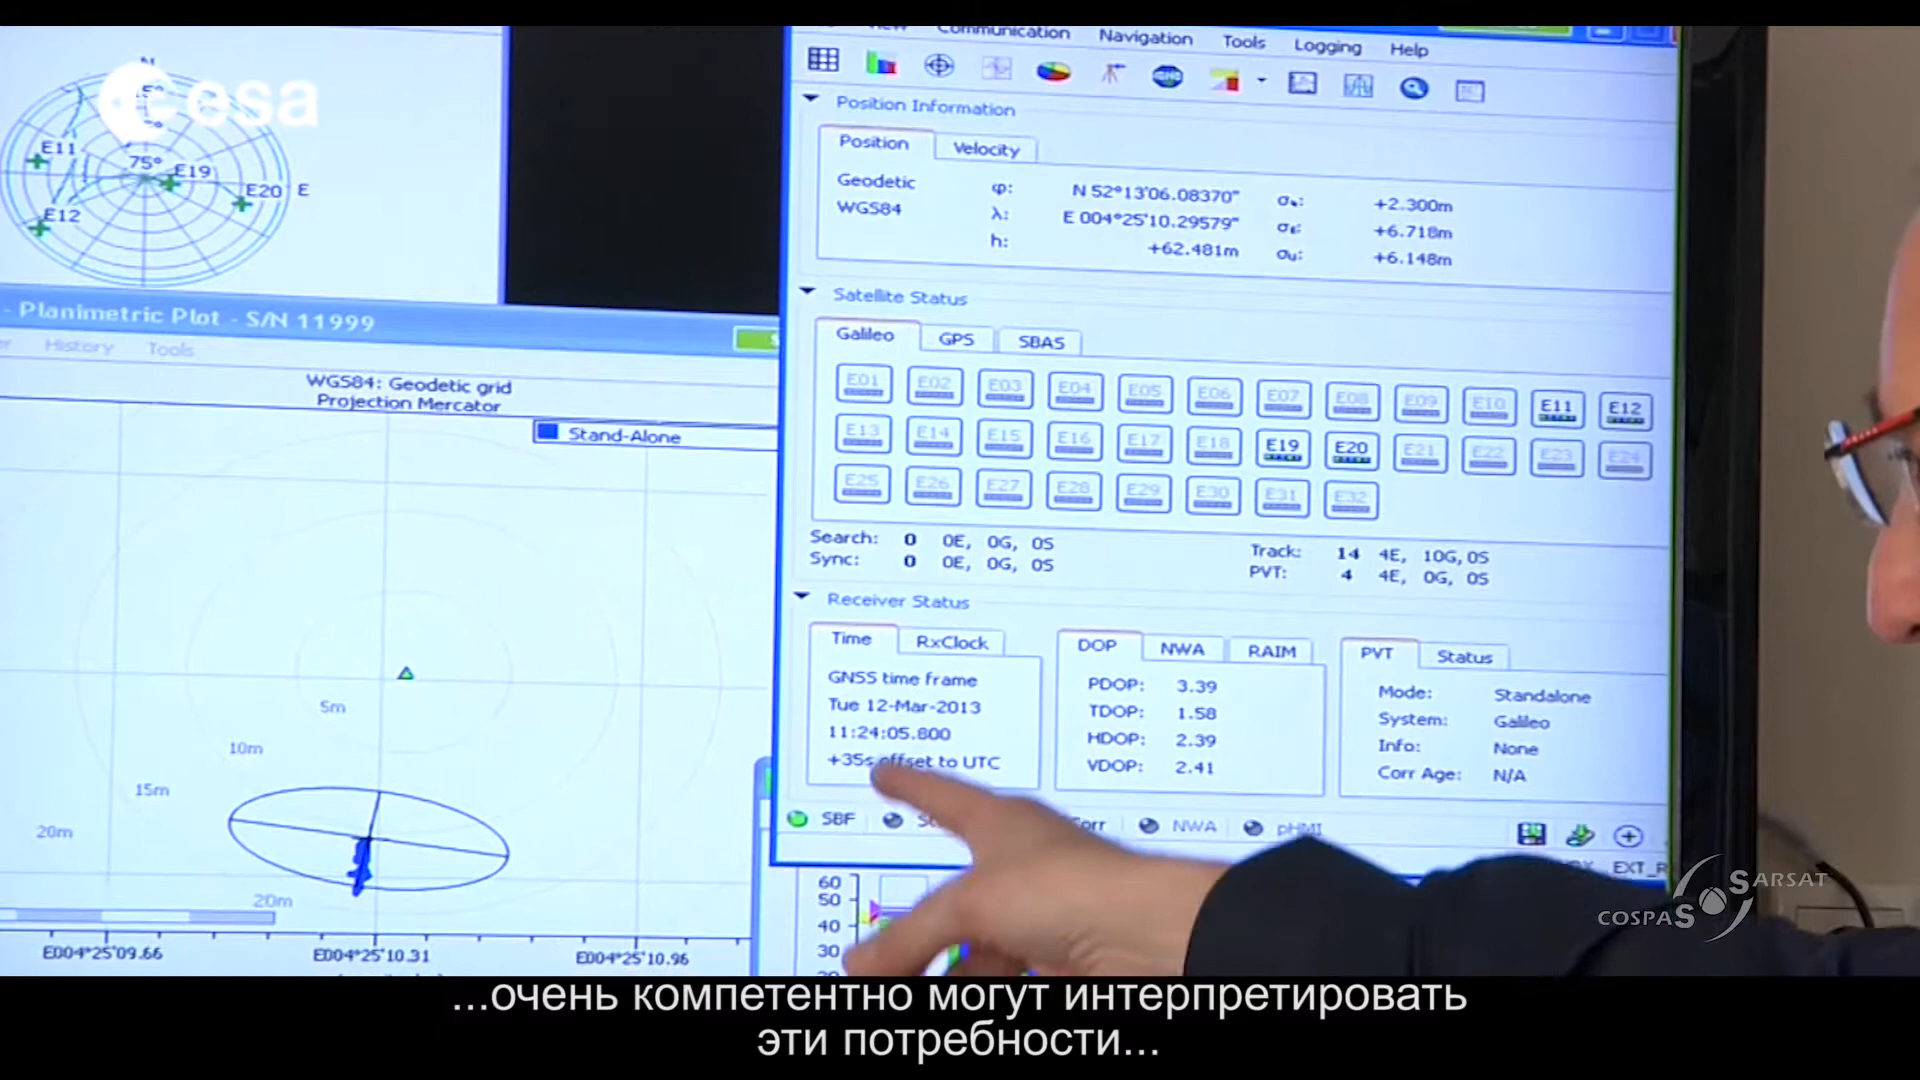 esa
N
75°
E11
E19
E20 E
E12
- Planimetric Plot - S/N 11999
History Tools
WGS84: Geodetic grid
Projection Mercator
Stand-Alone
5m
10m
15m
20m
20m
E004°25'09.66 E004°25'10.31 E004°25'10.96
Communication Navigation Tools Logging Help
Position Information
Position Velocity
Geodetic φ: N 52°13'06.08370" +2.300m
WGS84 λ: E 004°25'10.29579" +6.718m
h: +62.481m +6.148m
Satellite Status
Galileo GPS SBAS
E01 E02 E03 E04 E05 E06 E07 E08 E09 E10 E11 E12
E13 E14 E15 E16 E17 E18 E19 E20 E21 E22 E23 E24
E25 E26 E27 E28 E29 E30 E31 E32
Search: 0 0E, 0G, 0S Track: 14 4E, 10G, 0S
Sync: 0 0E, 0G, 0S PVT: 4 4E, 0G, 0S
Receiver Status
Time RxClock
GNSS time frame
Tue 12-Mar-2013
11:24:05.800
+35s offset to UTC
DOP NWA RAIM
PDOP: 3.39
TDOP: 1.58
HDOP: 2.39
VDOP: 2.41
PVT Status
Mode: Standalone
System: Galileo
Info: None
Corr Age: N/A
SBF NWA pHMI
60
50
40
30
COSPAS SARSAT
...очень компетентно могут интерпретировать
эти потребности...